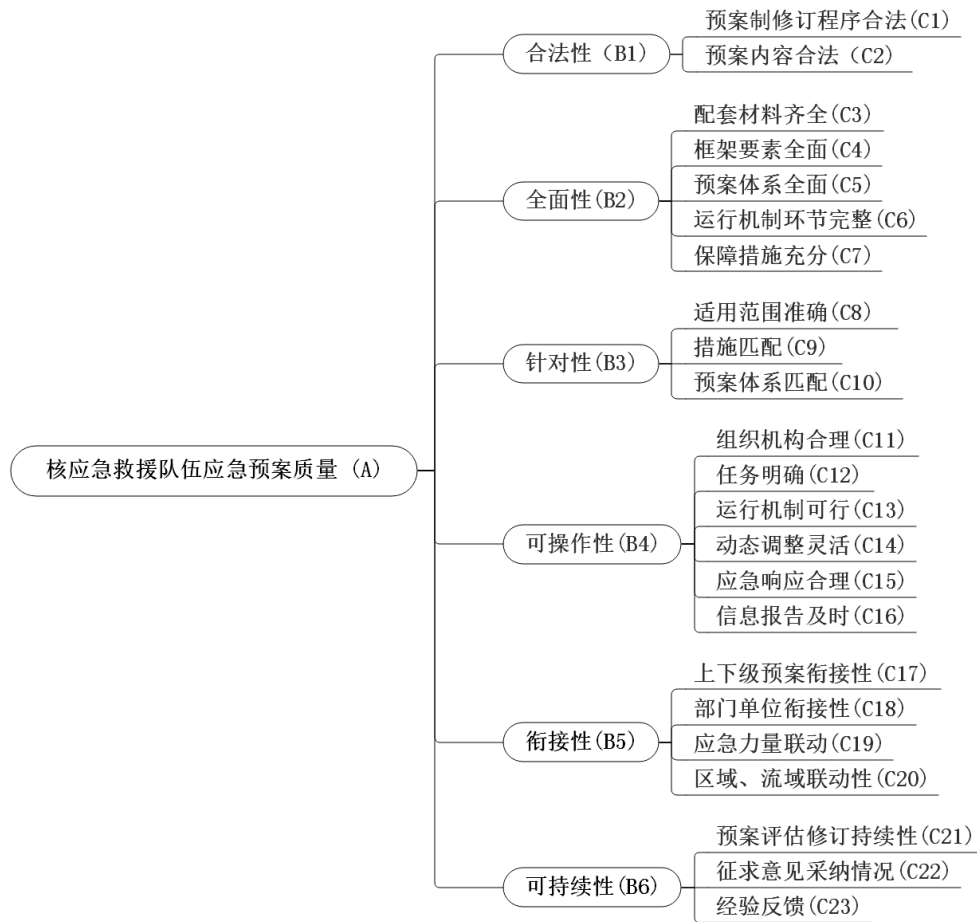 核应急救援队伍应急预案质量 (A)
合法性（B1)
预案制修订程序合法(C1)
预案内容合法（C2)
全面性(B2)
配套材料齐全(C3)
框架要素全面(C4)
预案体系全面(C5)
运行机制环节完整(C6)
保障措施充分(C7)
针对性(B3)
适用范围准确(C8)
措施匹配(C9)
预案体系匹配(C10)
可操作性(B4)
组织机构合理(C11)
任务明确(C12)
运行机制可行(C13)
动态调整灵活(C14)
应急响应合理(C15)
信息报告及时(C16)
衔接性(B5)
上下级预案衔接性(C17)
部门单位衔接性(C18)
应急力量联动(C19)
区域、流域联动性(C20)
可持续性(B6)
预案评估修订持续性(C21)
征求意见采纳情况(C22)
经验反馈(C23)